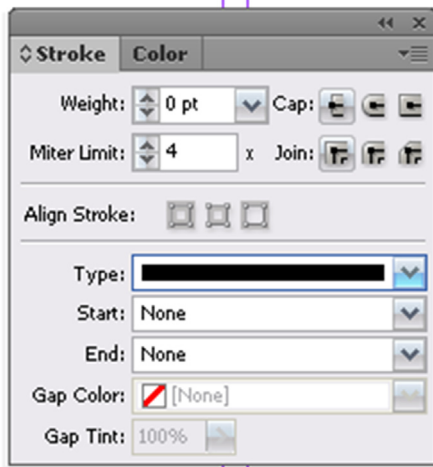 Stroke Color
Weight: 0 pt Cap:
Miter Limit: 4 x Join:
Align Stroke:
Type:
Start: None
End: None
Gap Color: [None]
Gap Tint: 100%